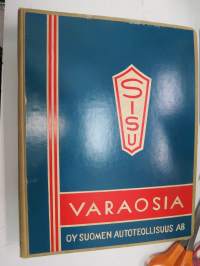 SISU
VARAOSIA
OY SUOMEN AUTOTEOLLISUUS AB